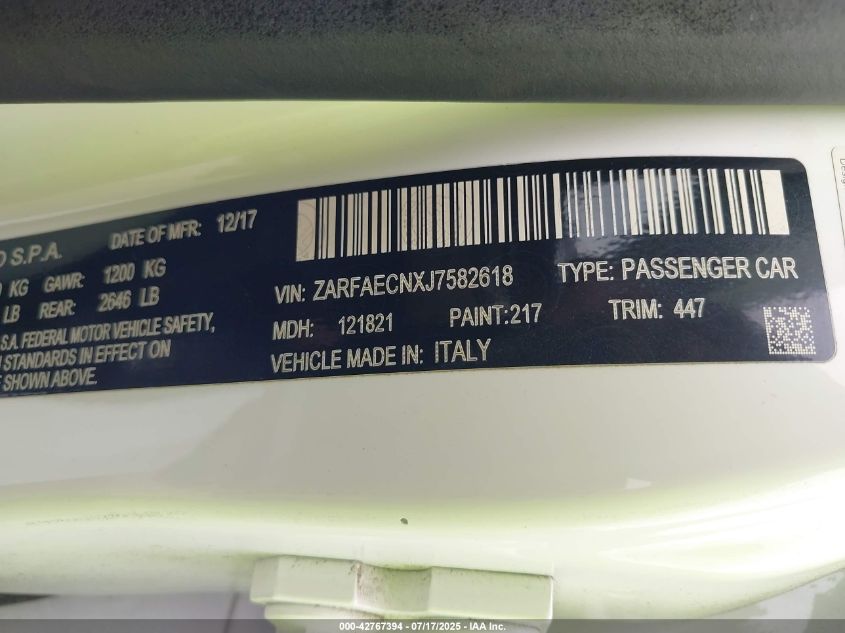 S.P.A. DATE OF MFR: 12/17
KG GAWR: 1200 KG
LB REAR: 2646 LB
S.A. FEDERAL MOTOR VEHICLE SAFETY,
STANDARDS IN EFFECT ON
SHOWN ABOVE.
VIN: ZARFAECNXJ7582618 TYPE: PASSENGER CAR
MDH: 121821 PAINT:217 TRIM: 447
VEHICLE MADE IN: ITALY
000-42767394 - 07/17/2025 - IAA Inc.